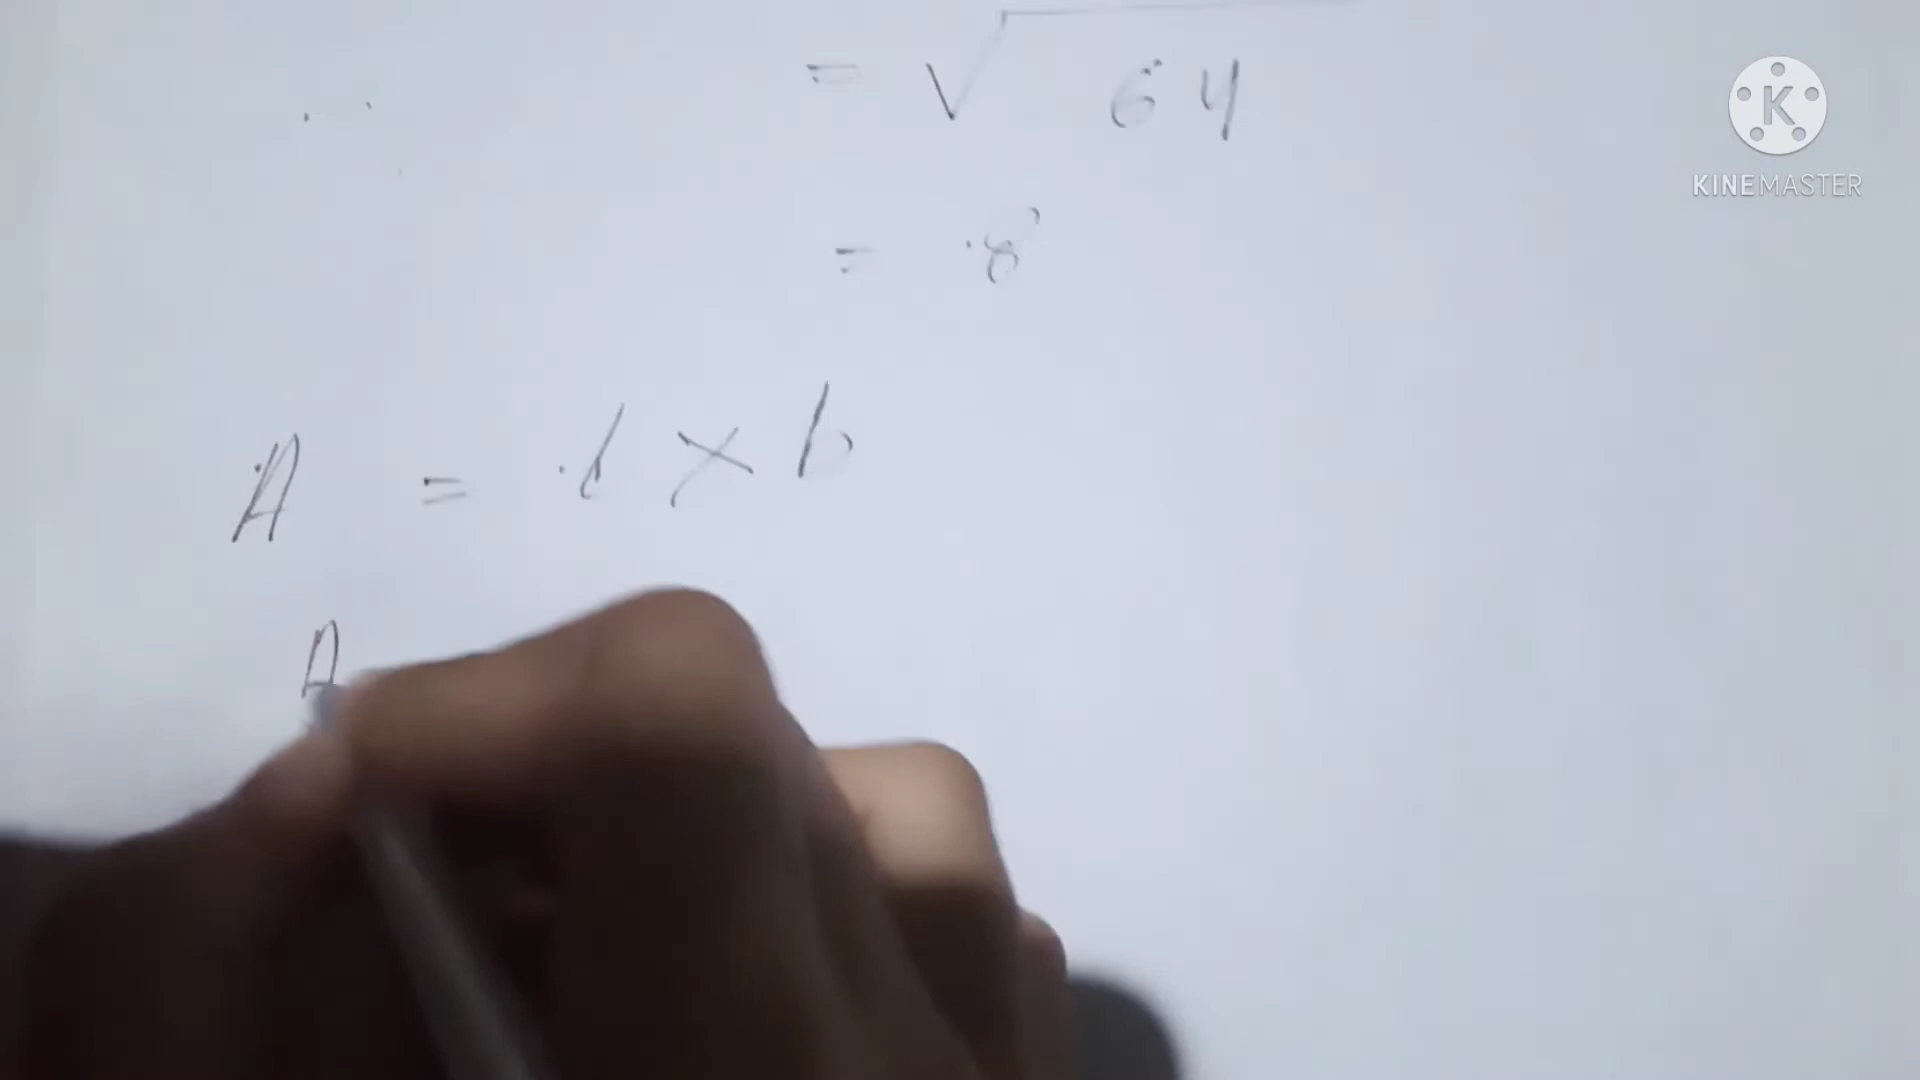 = √64
= 8
A = l × b
A
K
KINEMASTER